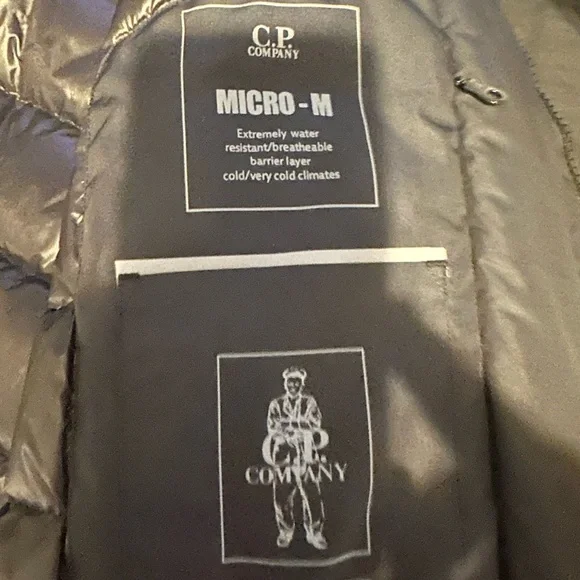 C.P.
COMPANY
MICRO - M
Extremely water
resistant/breatheable
barrier layer
cold/very cold climates
C.P.
COMPANY